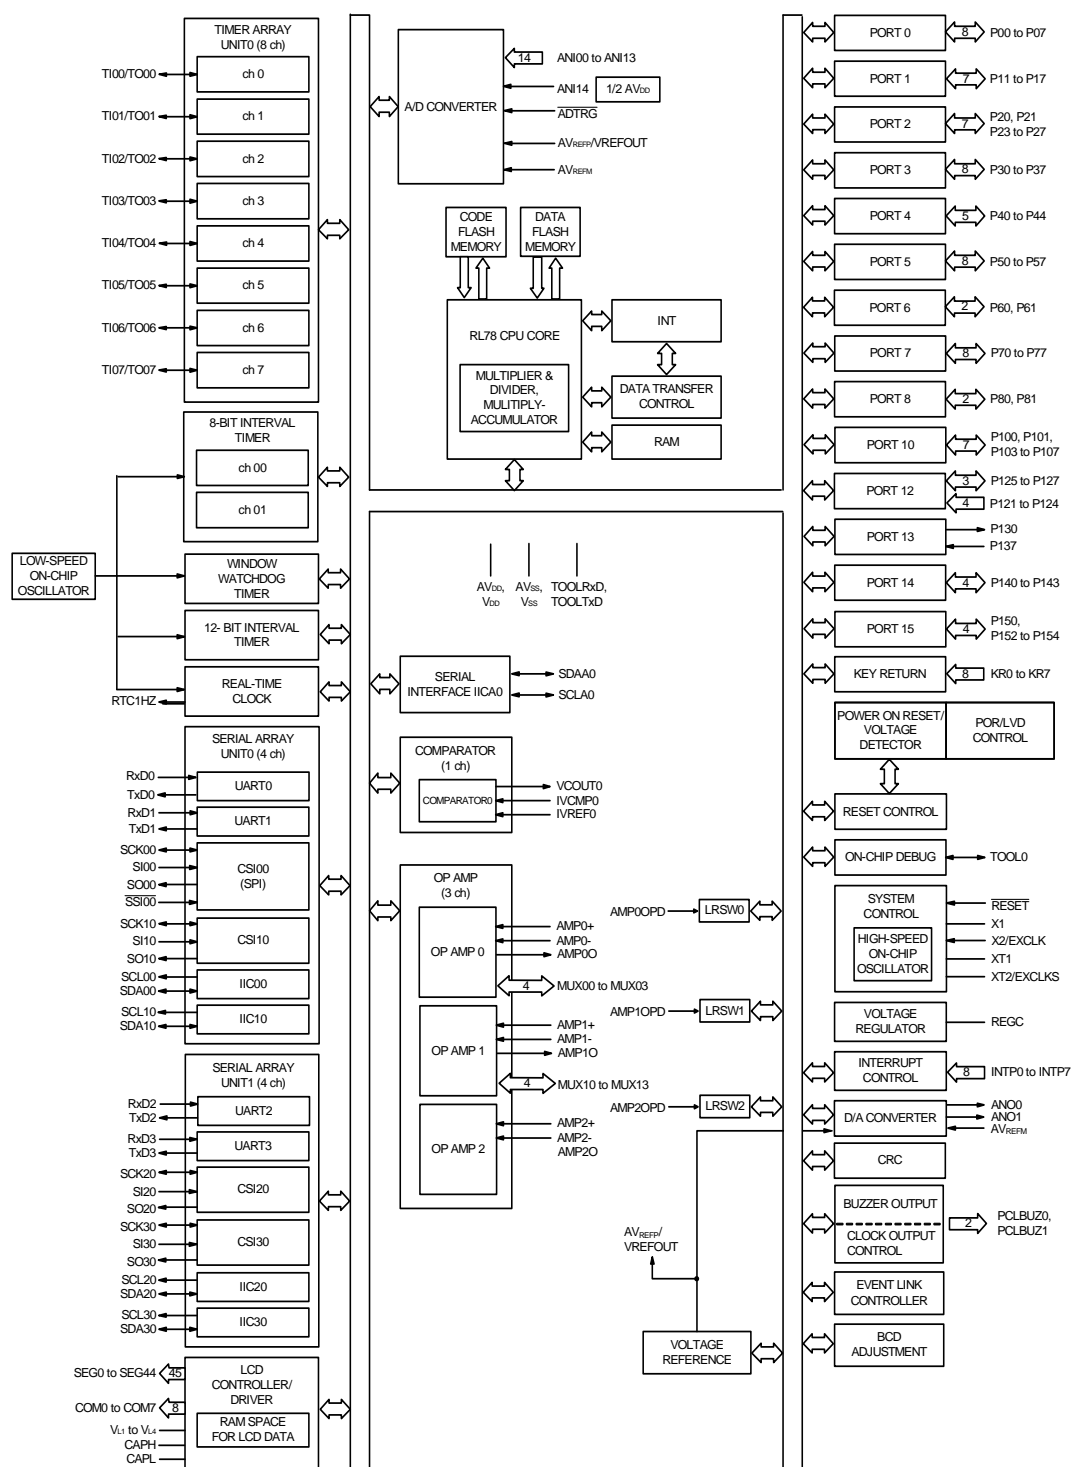 TIMER ARRAY
UNIT0 (8 ch)
TI00/TO00
ch 0
TI01/TO01
ch 1
TI02/TO02
ch 2
TI03/TO03
ch 3
TI04/TO04
ch 4
TI05/TO05
ch 5
TI06/TO06
ch 6
TI07/TO07
ch 7
8-BIT INTERVAL
TIMER
ch 00
ch 01
LOW-SPEED
ON-CHIP
OSCILLATOR
WINDOW
WATCHDOG
TIMER
12- BIT INTERVAL
TIMER
REAL-TIME
CLOCK
RTC1HZ
SERIAL ARRAY
UNIT0 (4 ch)
RxD0
TxD0
UART0
RxD1
TxD1
UART1
SCK00
SI00
SO00
SSI00
CSI00
(SPI)
SCK10
SI10
SO10
CSI10
SCL00
SDA00
IIC00
SCL10
SDA10
IIC10
SERIAL ARRAY
UNIT1 (4 ch)
RxD2
TxD2
UART2
RxD3
TxD3
UART3
SCK20
SI20
SO20
CSI20
SCK30
SI30
SO30
CSI30
SCL20
SDA20
IIC20
SCL30
SDA30
IIC30
SEG0 to SEG44
45
COM0 to COM7
8
VL1 to VL4
CAPH
CAPL
LCD
CONTROLLER/
DRIVER
RAM SPACE
FOR LCD DATA
A/D CONVERTER
14
ANI00 to ANI13
ANI14
1/2 AVDD
ADTRG
AVREFP/VREFOUT
AVREFM
CODE
FLASH
MEMORY
DATA
FLASH
MEMORY
RL78 CPU CORE
MULTIPLIER &
DIVIDER,
MULITIPLY-
ACCUMULATOR
INT
DATA TRANSFER
CONTROL
RAM
AVDD,
VDD
AVSS,
VSS
TOOLRxD,
TOOLTxD
SERIAL
INTERFACE IICA0
SDAA0
SCLA0
COMPARATOR
(1 ch)
COMPARATOR0
VCOUT0
IVCMP0
IVREF0
OP AMP
(3 ch)
OP AMP 0
AMP0+
AMP0-
AMP0O
4
MUX00 to MUX03
OP AMP 1
AMP1+
AMP1-
AMP1O
4
MUX10 to MUX13
OP AMP 2
AMP2+
AMP2-
AMP2O
AMP0OPD
LRSW0
AMP1OPD
LRSW1
AMP2OPD
LRSW2
AVREFP/
VREFOUT
VOLTAGE
REFERENCE
PORT 0
8
P00 to P07
PORT 1
7
P11 to P17
PORT 2
7
P20, P21
P23 to P27
PORT 3
8
P30 to P37
PORT 4
5
P40 to P44
PORT 5
8
P50 to P57
PORT 6
2
P60, P61
PORT 7
8
P70 to P77
PORT 8
2
P80, P81
PORT 10
7
P100, P101,
P103 to P107
PORT 12
3
P125 to P127
4
P121 to P124
PORT 13
P130
P137
PORT 14
4
P140 to P143
PORT 15
4
P150,
P152 to P154
KEY RETURN
8
KR0 to KR7
POWER ON RESET/
VOLTAGE
DETECTOR
POR/LVD
CONTROL
RESET CONTROL
ON-CHIP DEBUG
TOOL0
SYSTEM
CONTROL
HIGH-SPEED
ON-CHIP
OSCILLATOR
RESET
X1
X2/EXCLK
XT1
XT2/EXCLKS
VOLTAGE
REGULATOR
REGC
INTERRUPT
CONTROL
8
INTP0 to INTP7
D/A CONVERTER
ANO0
ANO1
AVREFM
CRC
BUZZER OUTPUT
CLOCK OUTPUT
CONTROL
2
PCLBUZ0,
PCLBUZ1
EVENT LINK
CONTROLLER
BCD
ADJUSTMENT